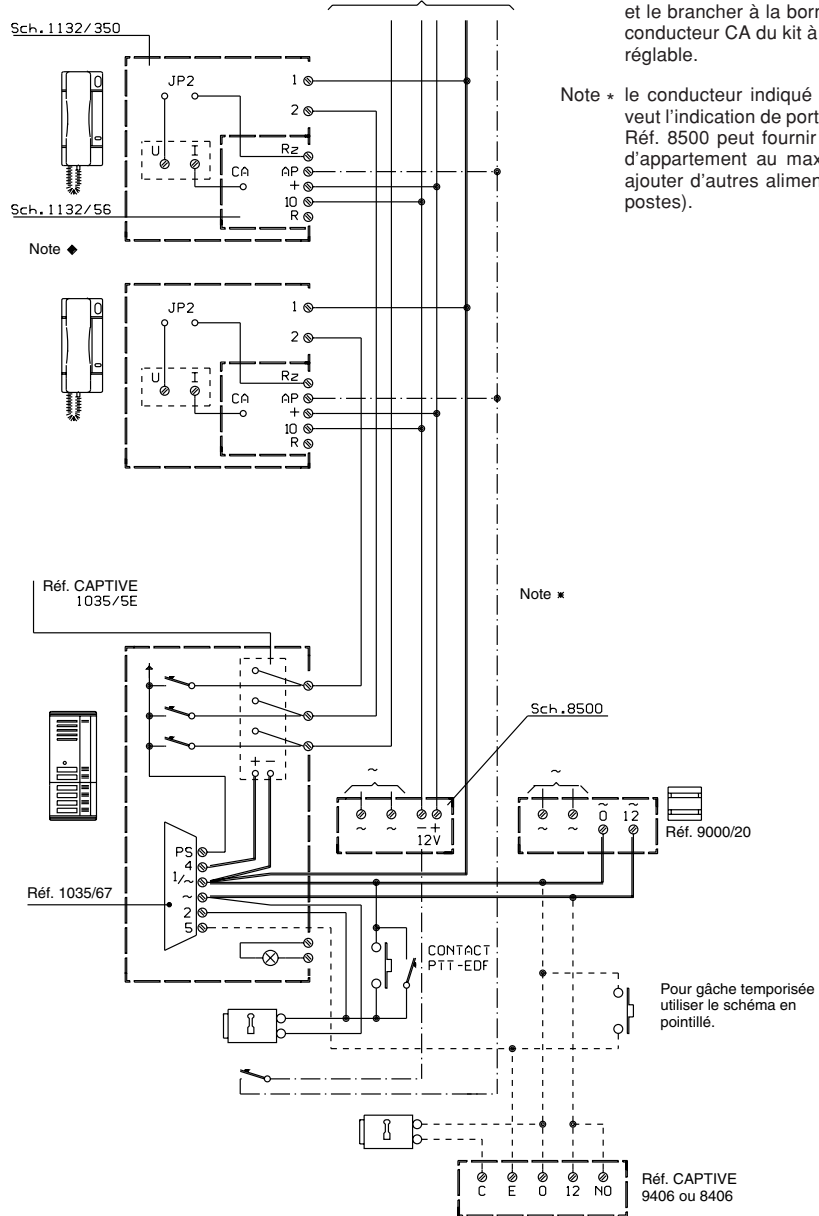 et le brancher à la born
conducteur CA du kit à
réglable.
Note * le conducteur indiqué
veut l'indication de port
Réf. 8500 peut fournir
d'appartement au max
ajouter d'autres alimen
postes).
Sch.1132/350
JP2
1
2
U I
Rz
CA
AP
+
10
R
Sch.1132/56
Note ◆
JP2
1
2
U I
Rz
CA
AP
+
10
R
Réf. CAPTIVE
1035/5E
Note *
Sch.8500
+ −
~
~
~ ~ − +
12V
~ ~ ~ ~
0 12
Réf. 9000/20
PS
4
1/~
~
2
5
Réf. 1035/67
CONTACT
PTT-EDF
Pour gâche temporisée
utiliser le schéma en
pointillé.
C E 0 12 NO
Réf. CAPTIVE
9406 ou 8406